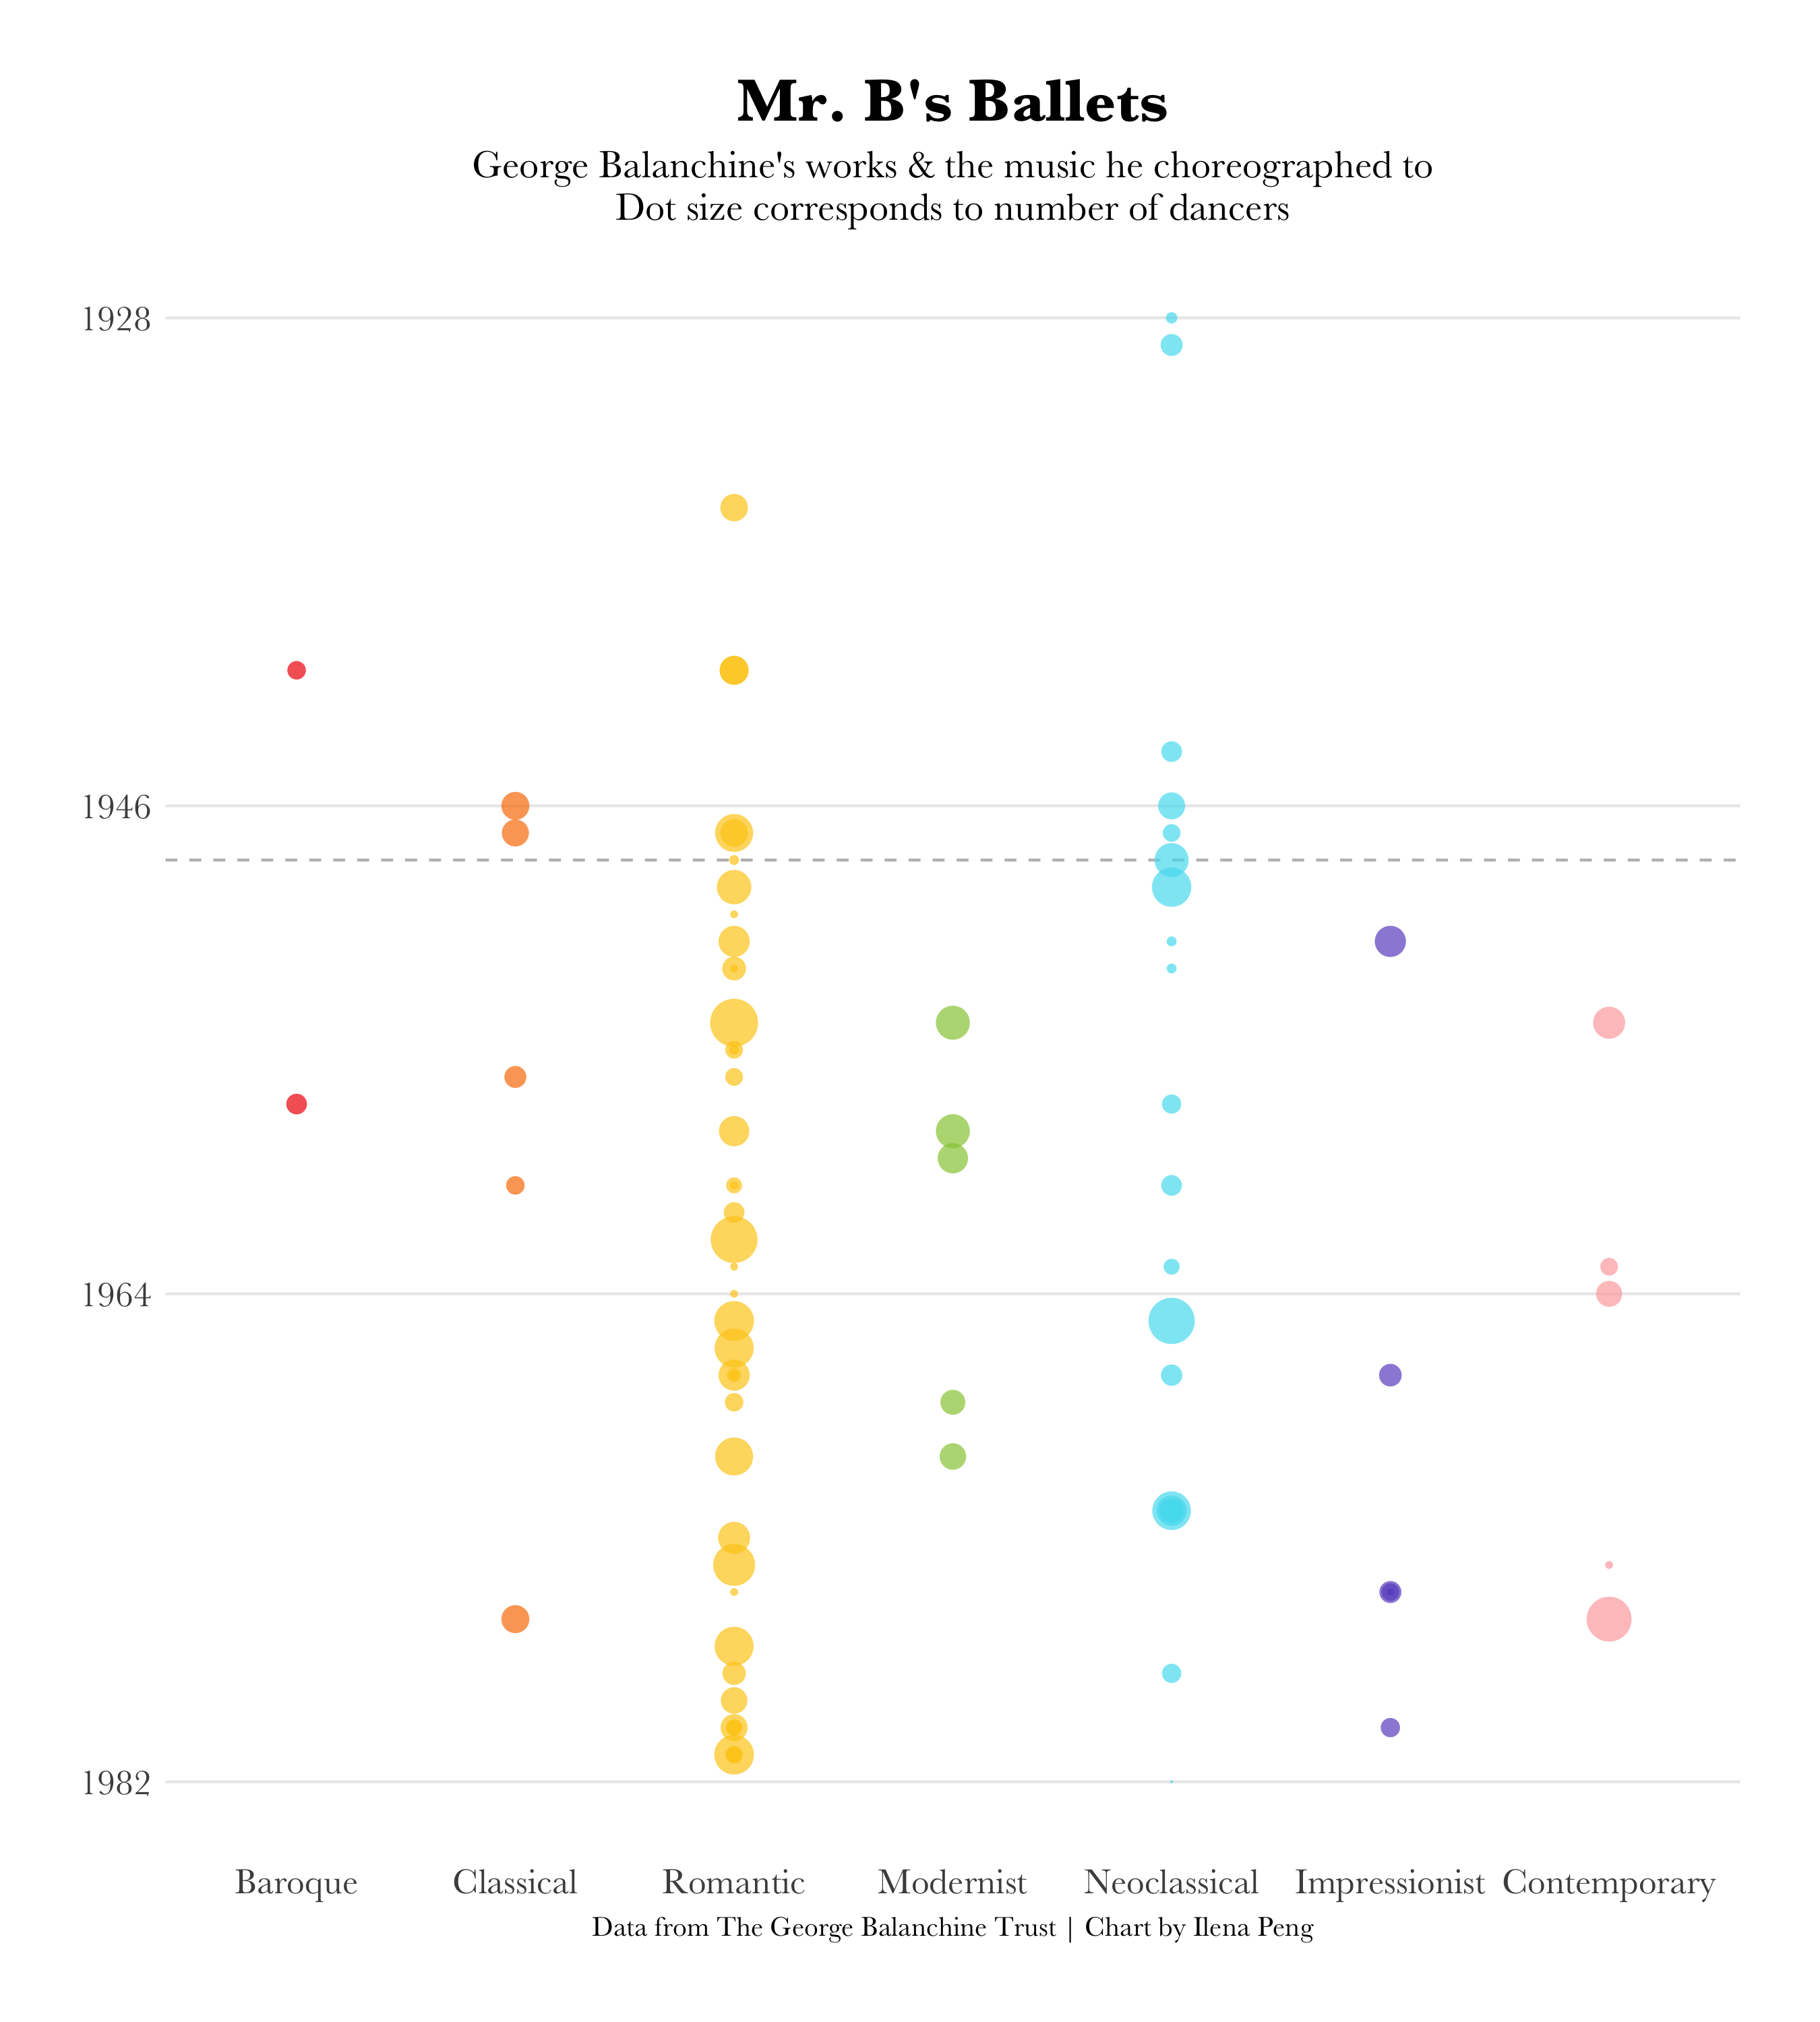 Mr. B's Ballets
George Balanchine's works & the music he choreographed to
Dot size corresponds to number of dancers
1928
1946
1964
1982
Baroque Classical Romantic Modernist Neoclassical Impressionist Contemporary
Data from The George Balanchine Trust | Chart by Ilena Peng